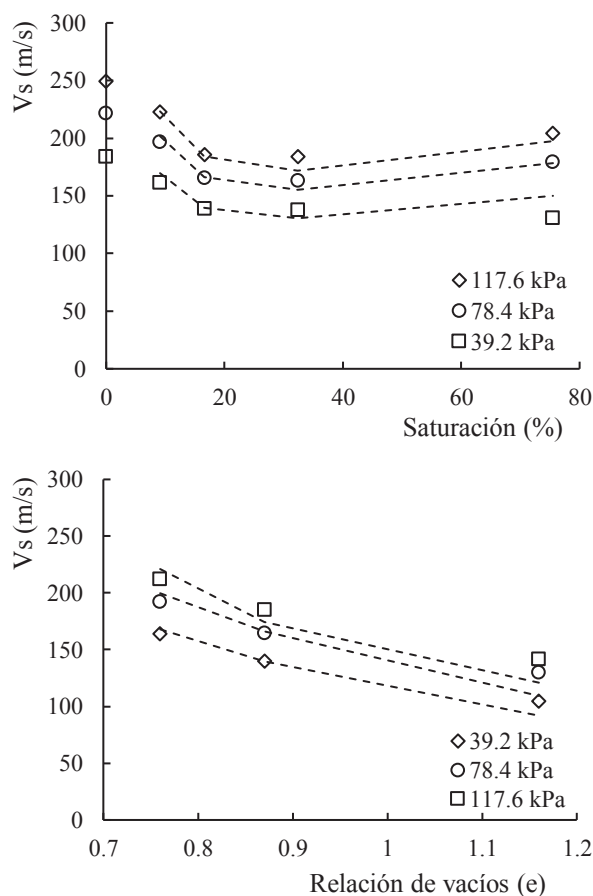 Vs (m/s)
300
250
200
150
100
50
0
117.6 kPa
78.4 kPa
39.2 kPa
0 20 40 60 80
Saturación (%)
Vs (m/s)
300
250
200
150
100
50
0
39.2 kPa
78.4 kPa
117.6 kPa
0.7 0.8 0.9 1 1.1 1.2
Relación de vacíos (e)